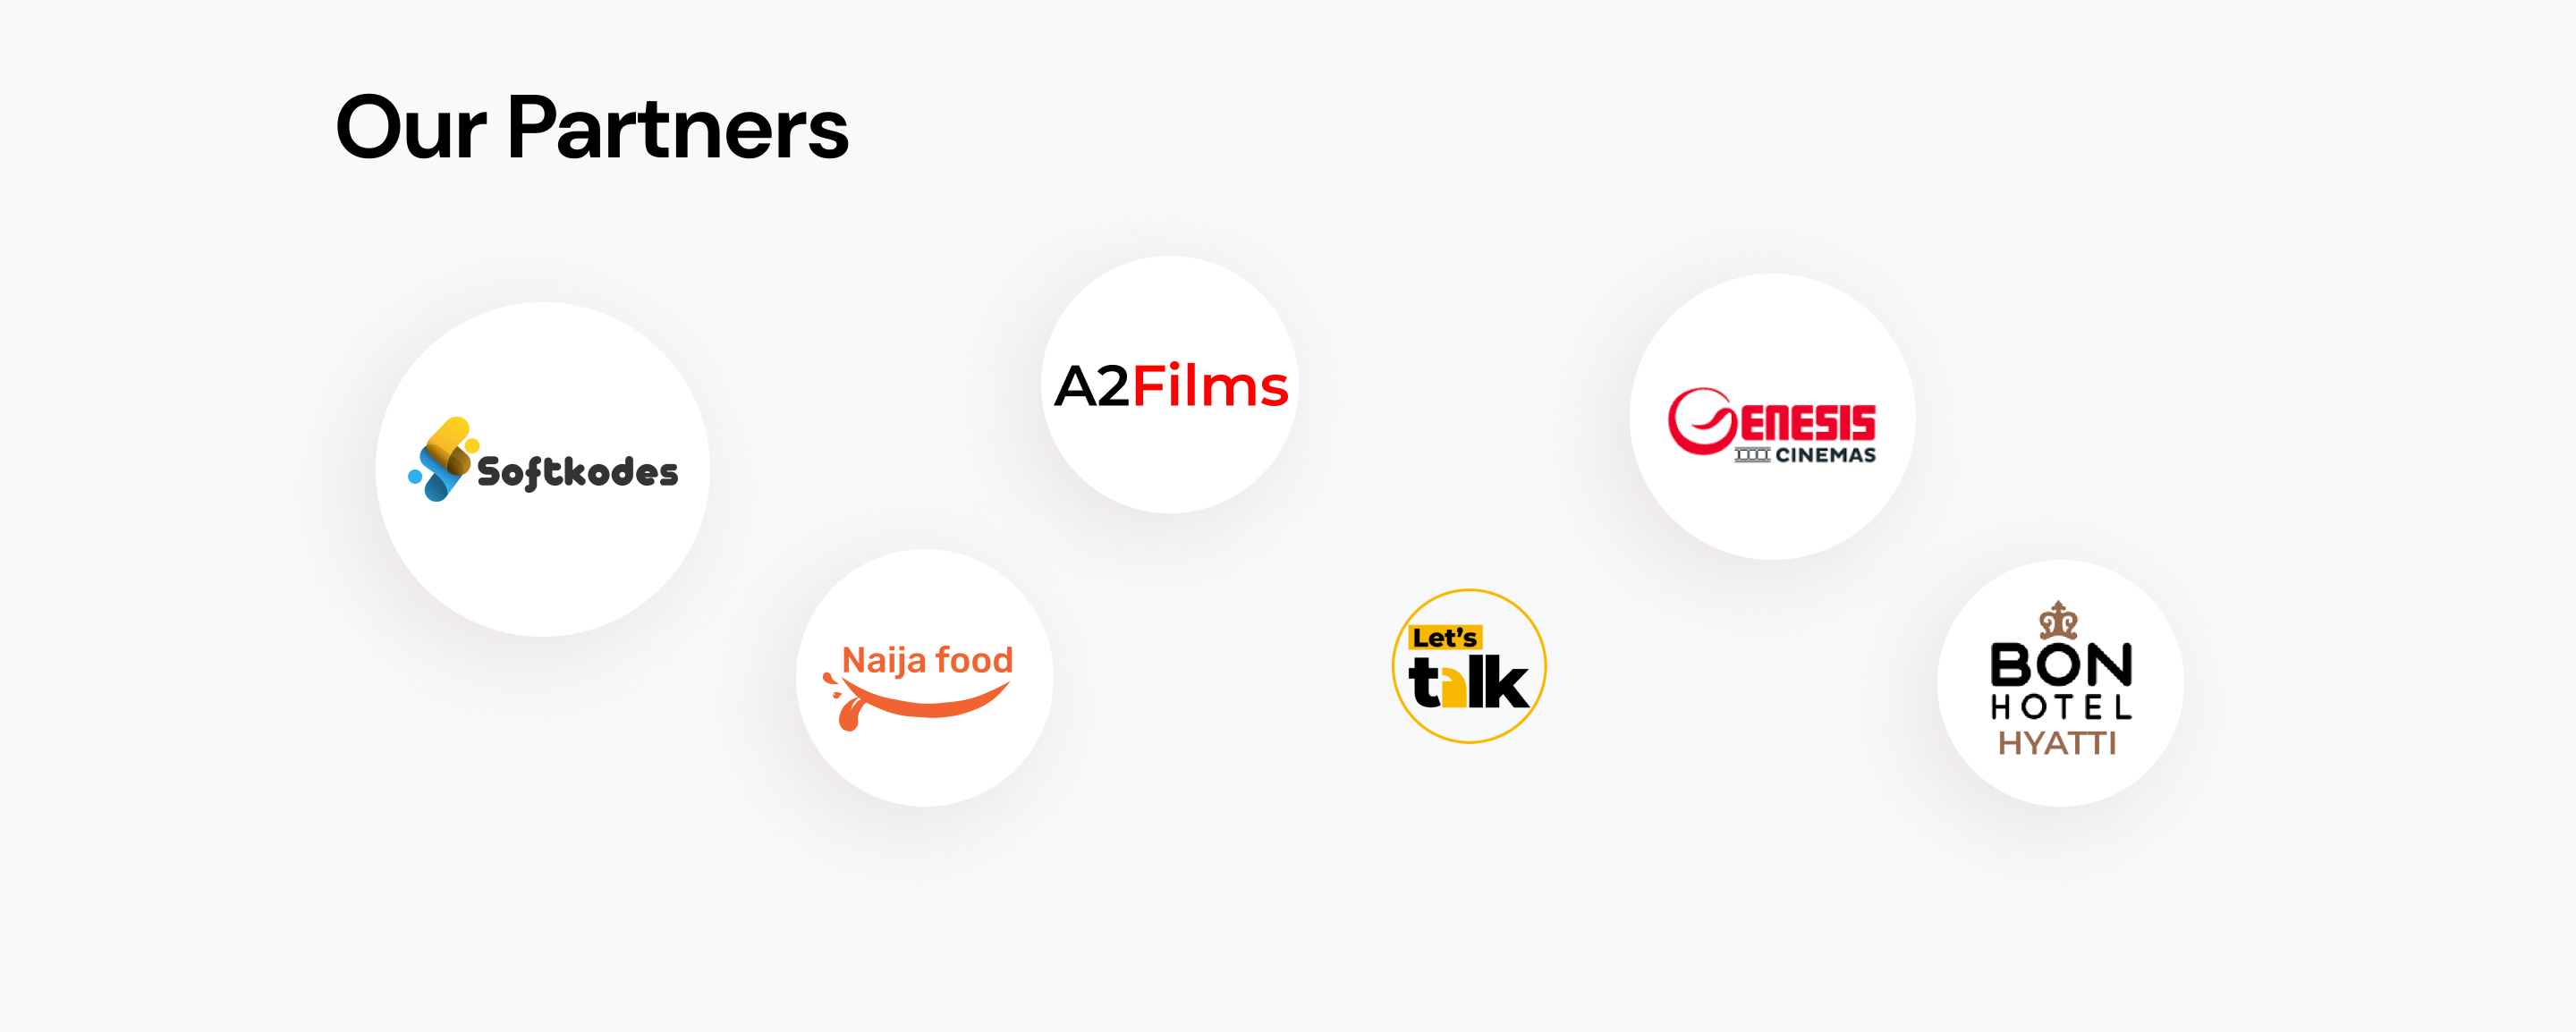 Our Partners
A2Films
GENESIS
CINEMAS
Softkodes
Naija food
Let's
talk
BON
HOTEL
HYATTI